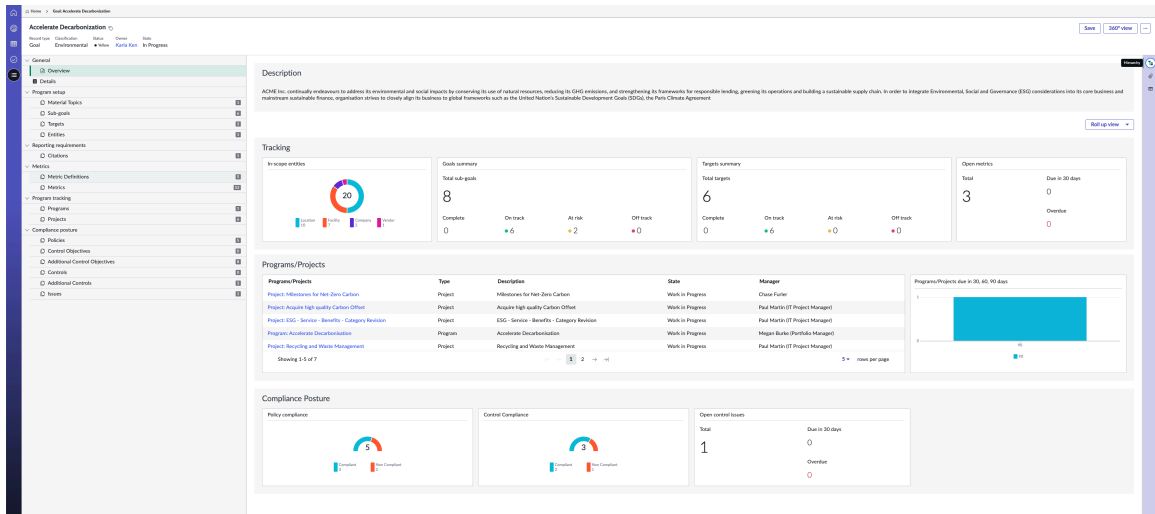 Home > Goal: Accelerate Decarbonization
Accelerate Decarbonization
Save
360° view
Record type Classification Status Owner State
Goal Environmental Yellow Karla Ken In Progress
Hierarchy
General
Overview
Details
Program setup
Material Topics
Sub-goals
Targets
Entities
Reporting requirements
Citations
Metrics
Metric Definitions
Metrics
Program tracking
Programs
Projects
Compliance posture
Policies
Control Objectives
Additional Control Objectives
Controls
Additional Controls
Issues
Description
ACME Inc. continually endeavours to address its environmental and social impacts by conserving its use of natural resources, reducing its GHG emissions, and strengthening its frameworks for responsible lending, greening its operations and building a sustainable supply chain. In order to Integrate Environmental, Social and Governance (ESG) considerations into its core business and
mainstream sustainable finance, organisation strives to closely align its business to global frameworks such as the United Nation's Sustainable Development Goals (SDGs), the Paris Climate Agreement
Roll up view
Tracking
In-scope entities
20
Location Facility Company Vendor
10 7
Goals summary
Total sub-goals
8
Complete On track At risk Off track
0 6 2 0
Targets summary
Total targets
6
Complete On track At risk Off track
0 6 0 0
Open metrics
Total Due in 30 days
3 0
Overdue
0
Programs/Projects
Programs/Projects Type Description State Manager
Project: Milestones for Net-Zero Carbon Project Milestones for Net-Zero Carbon Work in Progress Chase Furler
Project: Acquire high quality Carbon Offset Project Acquire high quality Carbon Offset Work in Progress Paul Martin (IT Project Manager)
Project: ESG - Service - Benefits - Category Revision Project ESG - Service - Benefits - Category Revision Work in Progress Paul Martin (IT Project Manager)
Program: Accelerate Decarbonisation Program Accelerate Decarbonisation Work in Progress Megan Burke (Portfolio Manager)
Project: Recycling and Waste Management Project Recycling and Waste Management Work in Progress Paul Martin (IT Project Manager)
Showing 1-5 of 7 1 2 5 rows per page
Programs/Projects due in 30, 60, 90 days
1
0
90
90
Compliance Posture
Policy compliance
5
Compliant Non Compliant
3 2
Control Compliance
3
Compliant Non Compliant
2 1
Open control issues
Total Due in 30 days
1 0
Overdue
0